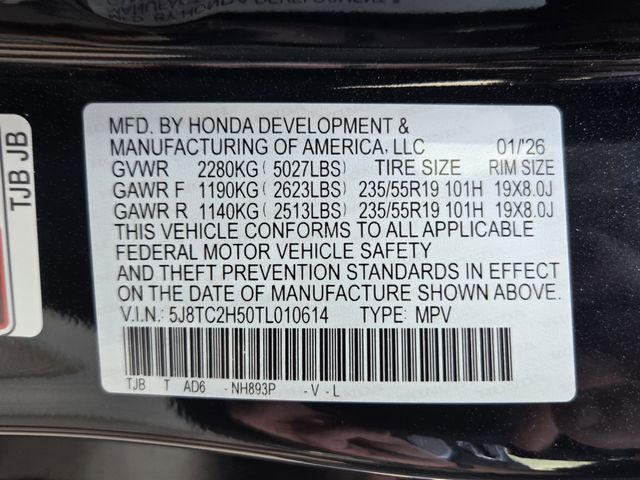 MFD. BY HONDA DEVELOPMENT &
MANUFACTURING OF AMERICA, LLC 01/'26
GVWR 2280KG (5027LBS) TIRE SIZE RIM SIZE
GAWR F 1190KG (2623LBS) 235/55R19 101H 19X8.0J
GAWR R 1140KG (2513LBS) 235/55R19 101H 19X8.0J
THIS VEHICLE CONFORMS TO ALL APPLICABLE
FEDERAL MOTOR VEHICLE SAFETY
AND THEFT PREVENTION STANDARDS IN EFFECT
ON THE DATE OF MANUFACTURE SHOWN ABOVE.
V.I.N.: 5J8TC2H50TL010614 TYPE: MPV
TJB T AD6 -NH893P -V -L
TJB JB